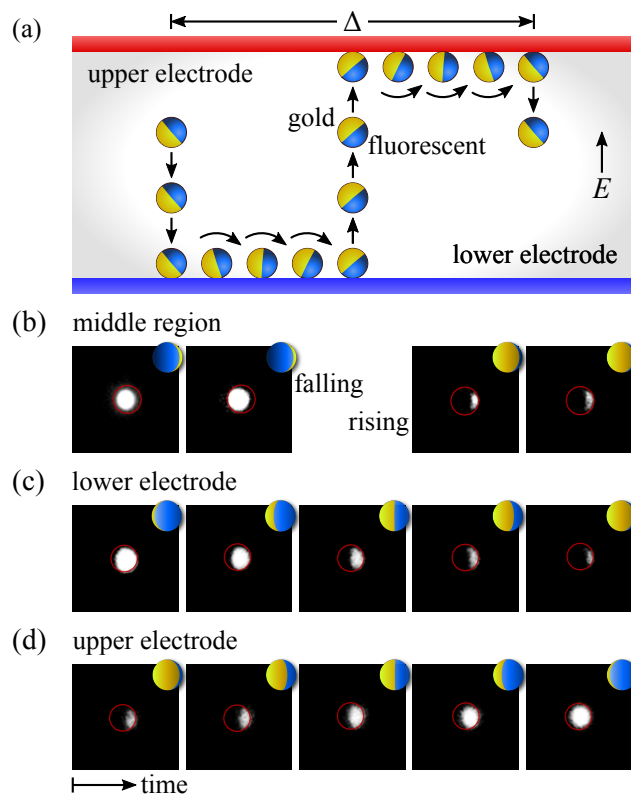 (a)
Δ
upper electrode
gold
fluorescent
E
lower electrode
(b) middle region
falling
rising
(c) lower electrode
(d) upper electrode
time